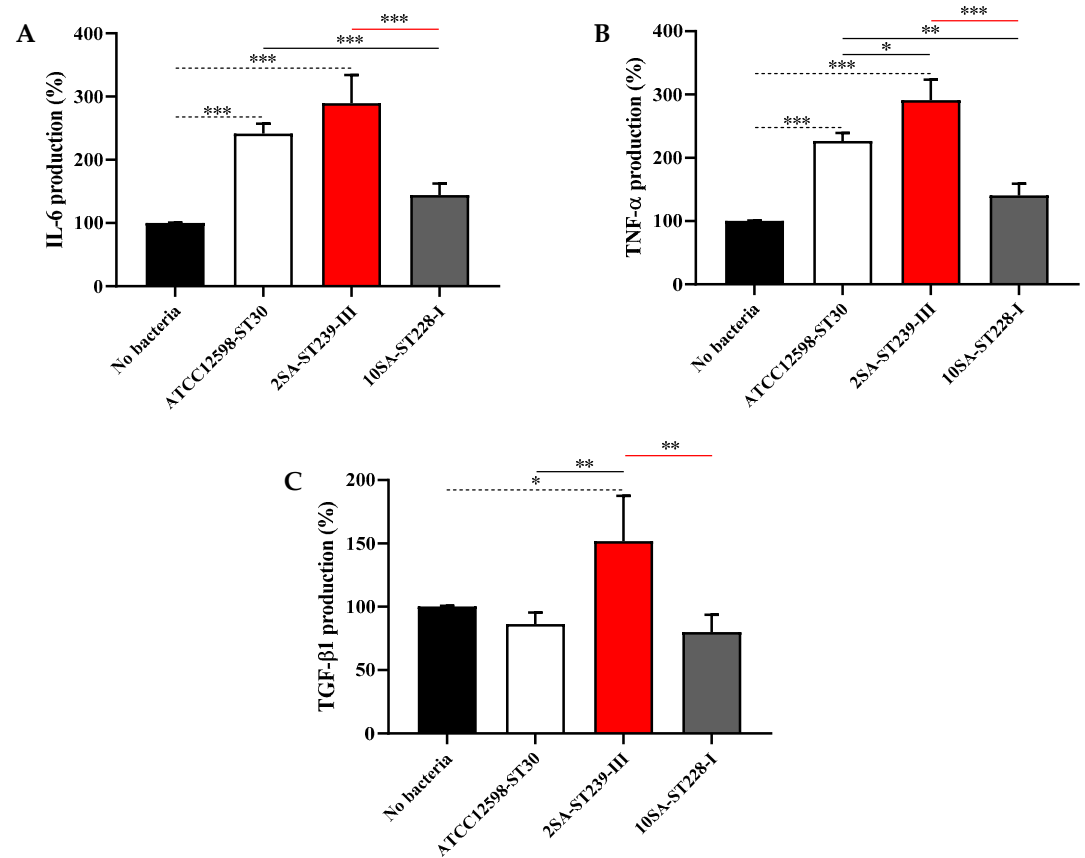 A
IL-6 production (%)
400
300
200
100
0
***
***
***
***
No bacteria
ATCC12598-ST30
2SA-ST239-III
10SA-ST228-I
B
TNF-α production (%)
400
300
200
100
0
***
**
*
***
***
No bacteria
ATCC12598-ST30
2SA-ST239-III
10SA-ST228-I
C
TGF-β1 production (%)
200
150
100
50
0
**
**
*
No bacteria
ATCC12598-ST30
2SA-ST239-III
10SA-ST228-I